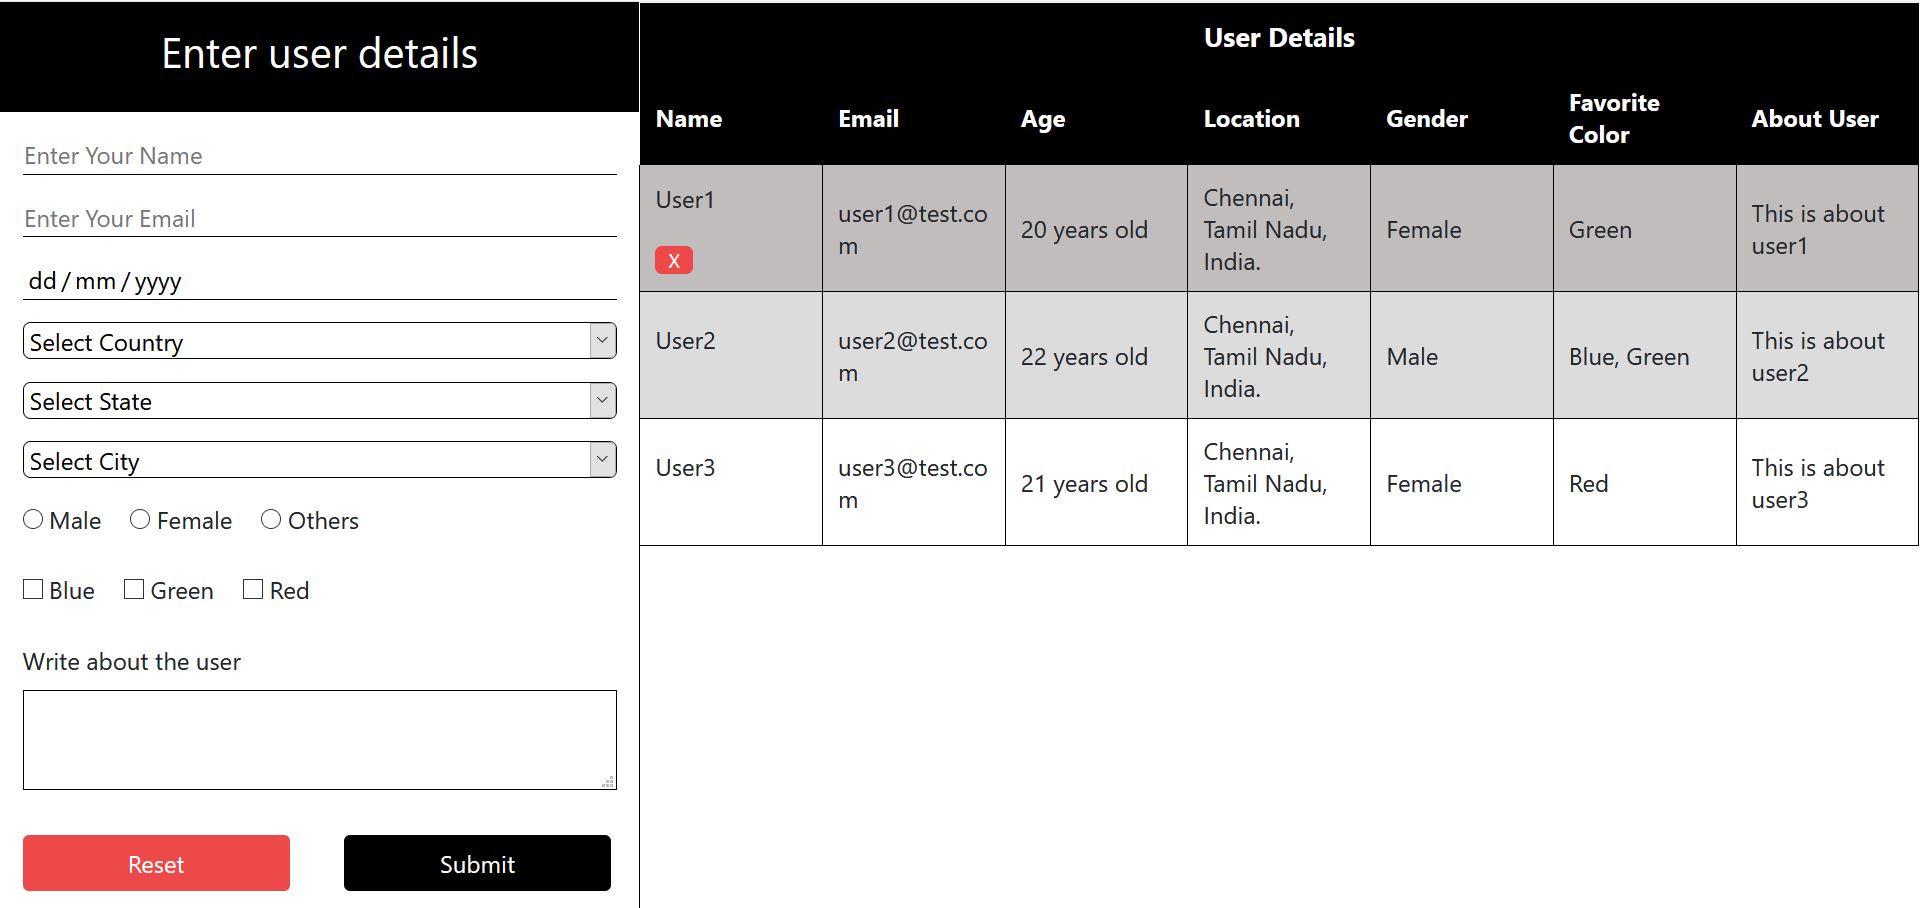 Enter user details
Enter Your Name
Enter Your Email
dd / mm / yyyy
Select Country
Select State
Select City
Male Female Others
Blue Green Red
Write about the user
Reset Submit
User Details
Name Email Age Location Gender Favorite Color About User
User1
X
user1@test.co
m
20 years old
Chennai,
Tamil Nadu,
India.
Female
Green
This is about
user1
User2
user2@test.co
m
22 years old
Chennai,
Tamil Nadu,
India.
Male
Blue, Green
This is about
user2
User3
user3@test.co
m
21 years old
Chennai,
Tamil Nadu,
India.
Female
Red
This is about
user3